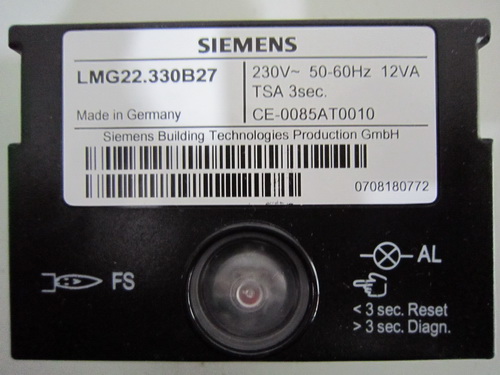 SIEMENS
LMG22.330B27
230V~ 50-60Hz 12VA
TSA 3sec.
Made in Germany
CE-0085AT0010
Siemens Building Technologies Production GmbH
0708180772
FS
AL
< 3 sec. Reset
> 3 sec. Diagn.